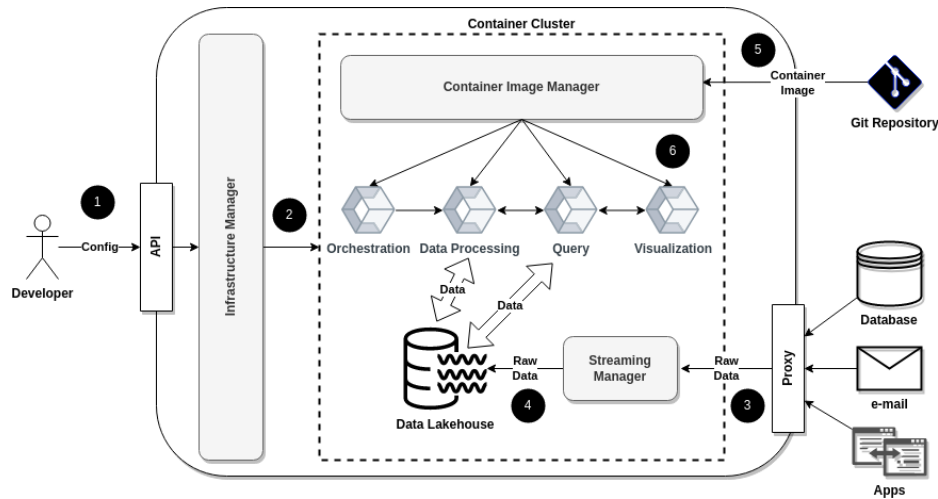 Container Cluster
5
Container Image Manager
Container
Image
Git Repository
6
1
2
Infrastructure Manager
API
Config
Developer
Orchestration
Data Processing
Query
Visualization
Data
Data
Database
Streaming
Manager
Raw
Data
Raw
Data
Proxy
4
3
Data Lakehouse
e-mail
Apps